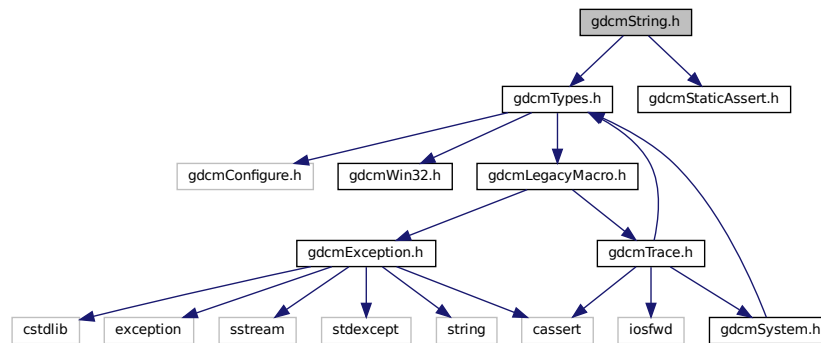 gdcmString.h
gdcmTypes.h
gdcmStaticAssert.h
gdcmConfigure.h
gdcmWin32.h
gdcmLegacyMacro.h
gdcmException.h
gdcmTrace.h
cstdlib
exception
sstream
stdexcept
string
cassert
iosfwd
gdcmSystem.h